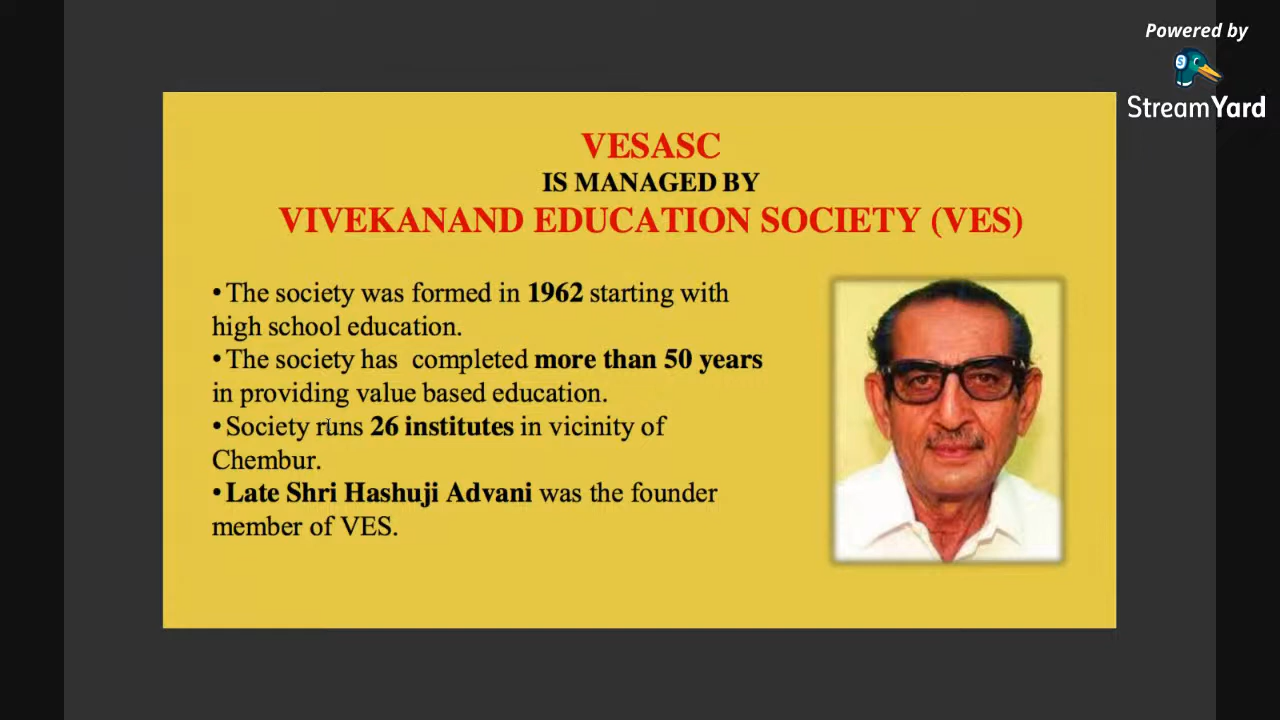 Powered by
StreamYard
VESASC
IS MANAGED BY
VIVEKANAND EDUCATION SOCIETY (VES)
• The society was formed in 1962 starting with
high school education.
• The society has completed more than 50 years
in providing value based education.
• Society runs 26 institutes in vicinity of
Chembur.
• Late Shri Hashuji Advani was the founder
member of VES.